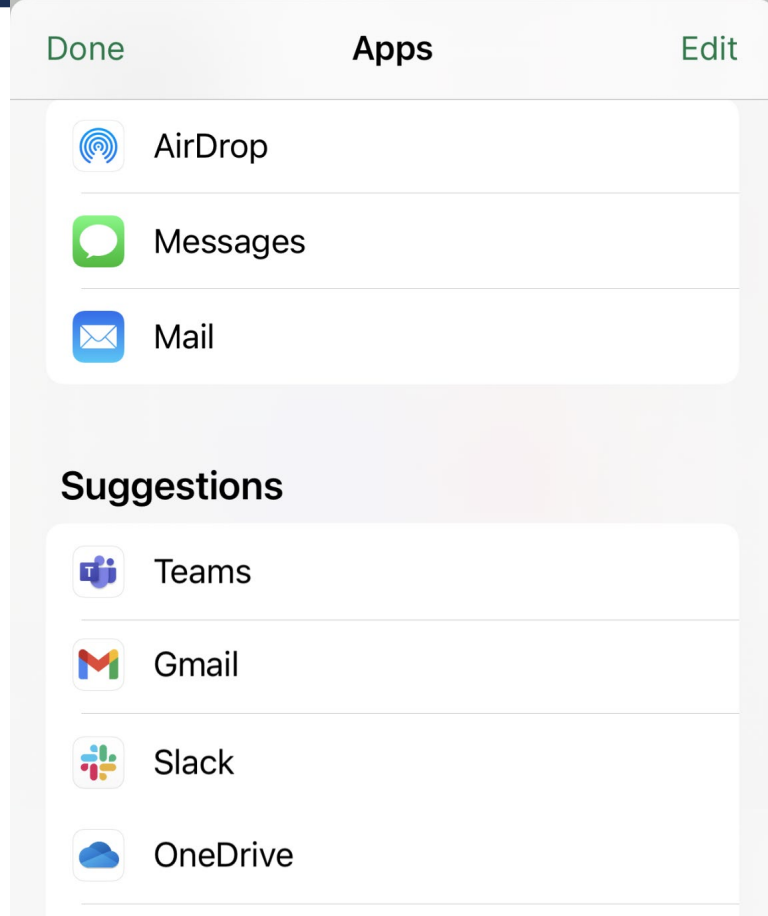 Done Apps Edit
AirDrop
Messages
Mail
Suggestions
T Teams
Gmail
Slack
OneDrive